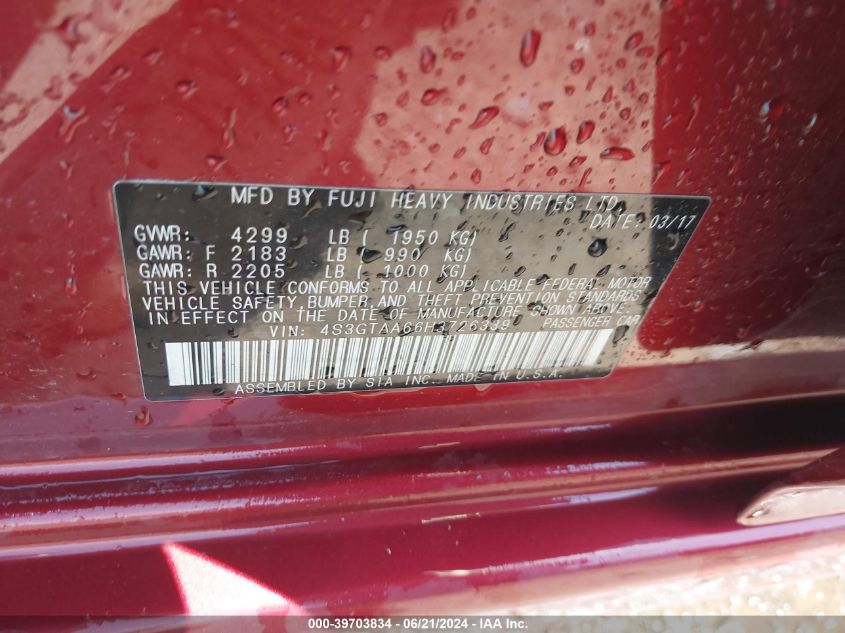 MFD BY FUJI HEAVY INDUSTRIES LTD.
DATE: 03/17
GVWR: 4299 LB ( 1950 KG)
GAWR: F 2183 LB ( 990 KG)
GAWR: R 2205 LB ( 1000 KG)
THIS VEHICLE CONFORMS TO ALL APPLICABLE FEDERAL MOTOR
VEHICLE SAFETY, BUMPER, AND THEFT PREVENTION STANDARDS
IN EFFECT ON THE DATE OF MANUFACTURE SHOWN ABOVE.
VIN: 4S3GTAA66H3726339 PASSENGER CAR
ASSEMBLED BY SIA INC. MADE IN U.S.A.
000-39703834 - 06/21/2024 - IAA Inc.